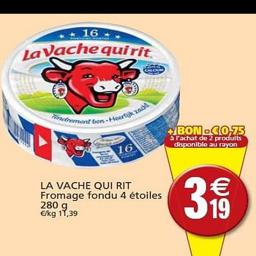 16
La Vache qui rit
Tendrement bon - Heerlijk zacht
16
+ BON - €0,75
à l'achat de 2 produits
disponible au rayon
LA VACHE QUI RIT
Fromage fondu 4 étoiles
280 g
€/kg 11,39
3€19